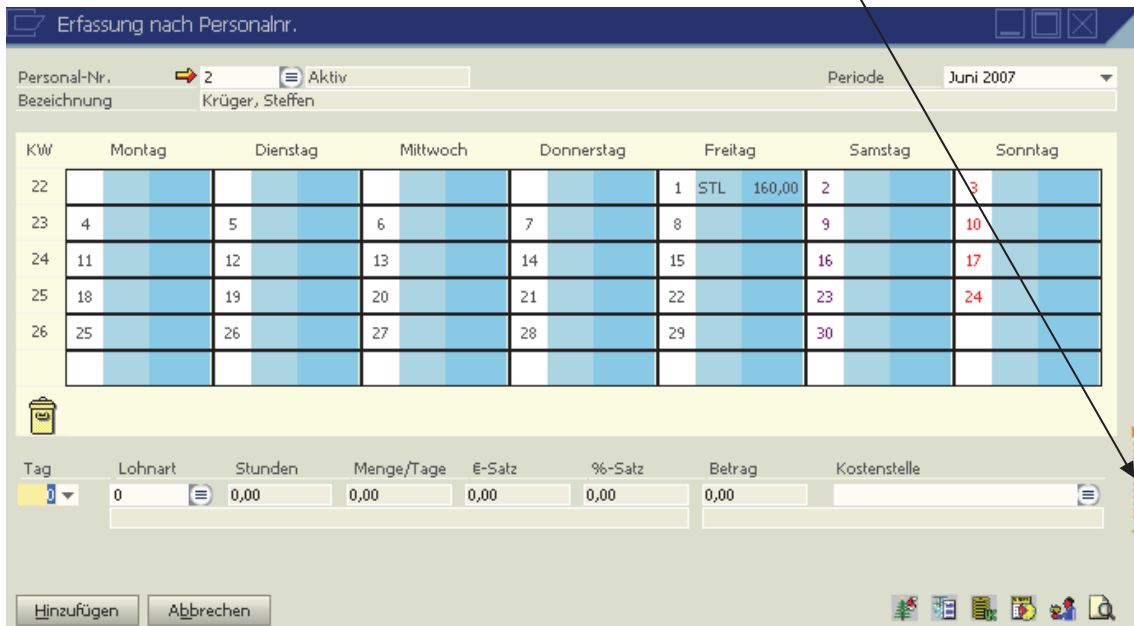 Erfassung nach Personalnr.
Personal-Nr. 2 Aktiv Periode Juni 2007
Bezeichnung Krüger, Steffen
KW Montag Dienstag Mittwoch Donnerstag Freitag Samstag Sonntag
22 1 STL 160,00 2 3
23 4 5 6 7 8 9 10
24 11 12 13 14 15 16 17
25 18 19 20 21 22 23 24
26 25 26 27 28 29 30
Tag Lohnart Stunden Menge/Tage €-Satz %-Satz Betrag Kostenstelle
0 0 0,00 0,00 0,00 0,00 0,00
Hinzufügen Abbrechen